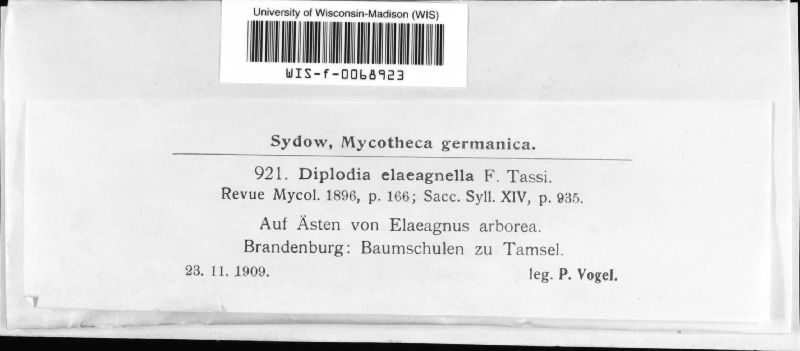 University of Wisconsin-Madison (WIS)
WIS-f-0068923
Sydow, Mycotheca germanica.
921. Diplodia elaeagnella F. Tassi.
Revue Mycol. 1896, p. 166; Sacc. Syll. XIV, p. 935.
Auf Ästen von Elaeagnus arborea.
Brandenburg: Baumschulen zu Tamsel.
23. 11. 1909. leg. P. Vogel.